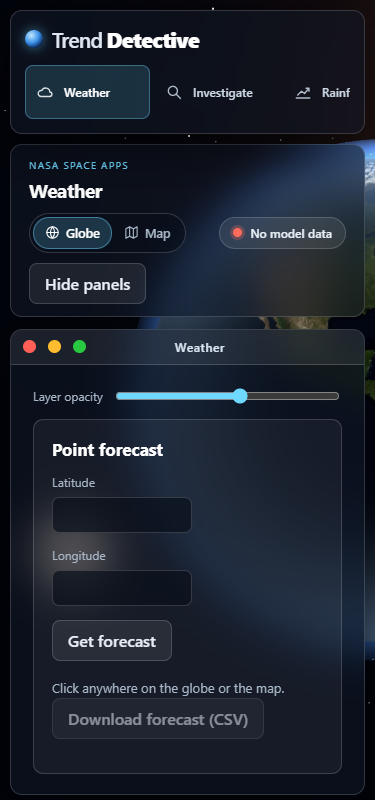 Trend Detective
Weather
Investigate
Rainf
NASA SPACE APPS
Weather
Globe
Map
No model data
Hide panels
Weather
Layer opacity
Point forecast
Latitude
Longitude
Get forecast
Click anywhere on the globe or the map.
Download forecast (CSV)